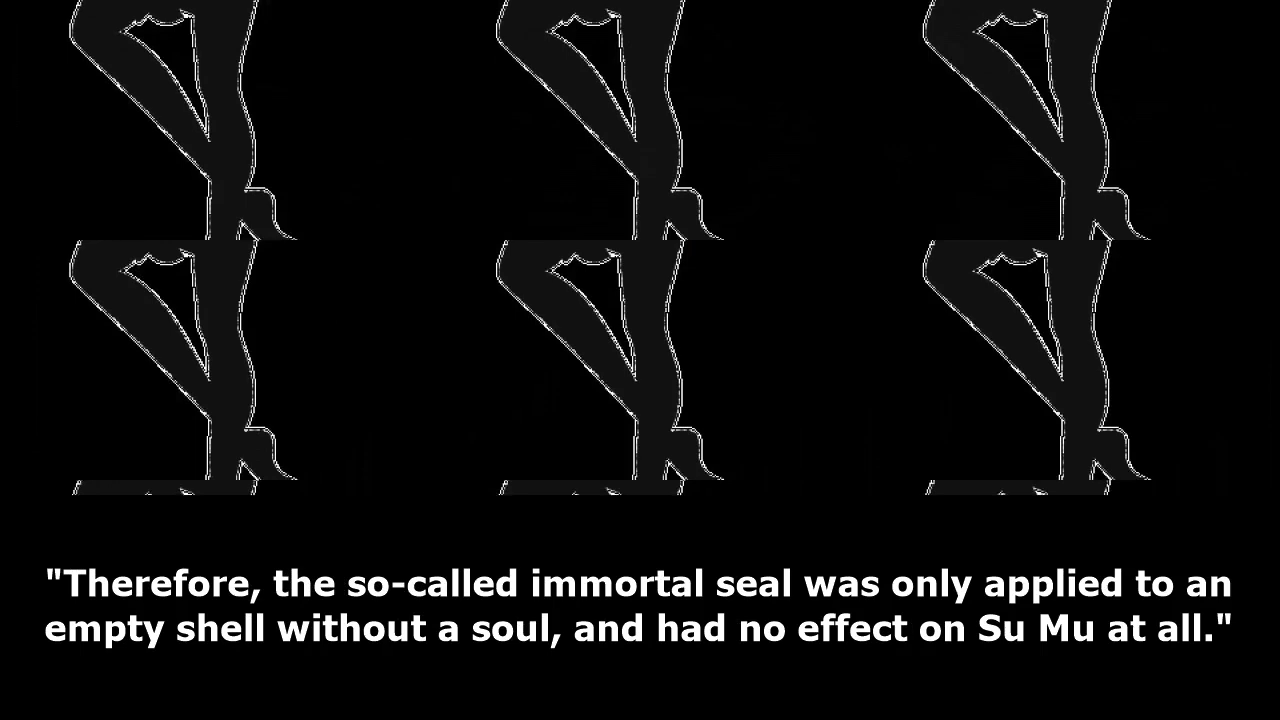 "Therefore, the so-called immortal seal was only applied to an
empty shell without a soul, and had no effect on Su Mu at all."